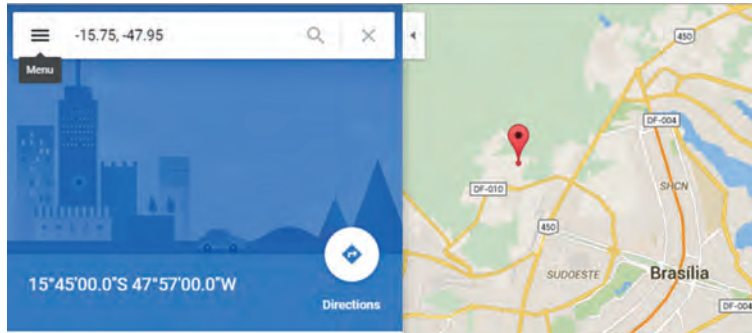 -15.75, -47.95
Menu
15°45'00.0"S 47°57'00.0"W
Directions
450
DF-004
SHCN
DF-010
450
SUDOESTE
Brasília
DF-004